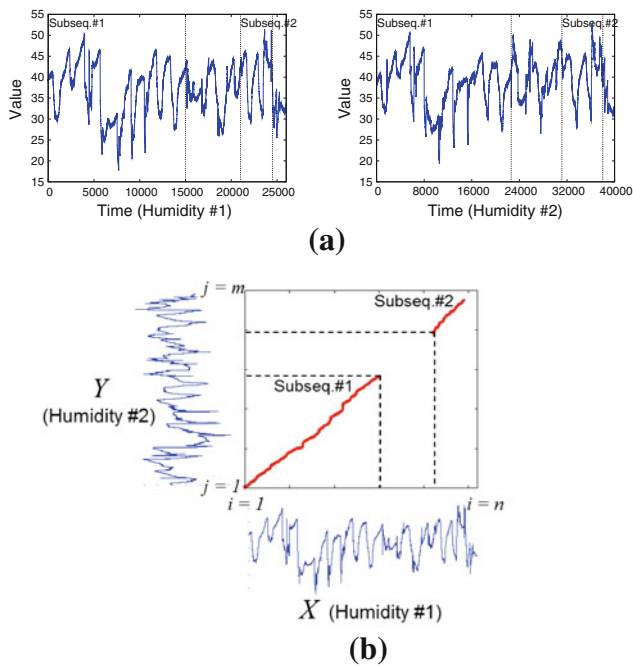 Subseq.#1 Subseq.#2
55
50
45
40
35
30
25
20
15
Value
0 5000 10000 15000 20000 25000
Time (Humidity #1)
Subseq.#1 Subseq.#2
55
50
45
40
35
30
25
20
15
Value
0 8000 16000 24000 32000 40000
Time (Humidity #2)
(a)
j = m
Subseq.#2
Y
(Humidity #2)
Subseq.#1
j = 1
i = 1 i = n
X (Humidity #1)
(b)